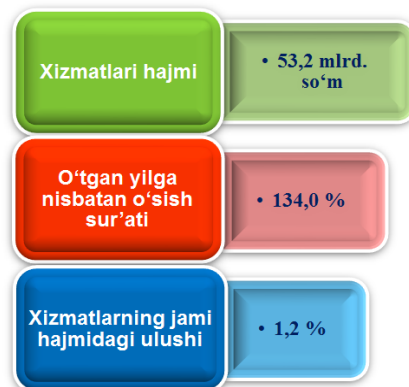 Xizmatlari hajmi
• 53,2 mlrd.
so‘m
O‘tgan yilga
nisbatan o‘sish
sur’ati
• 134,0 %
Xizmatlarning jami
hajmidagi ulushi
• 1,2 %